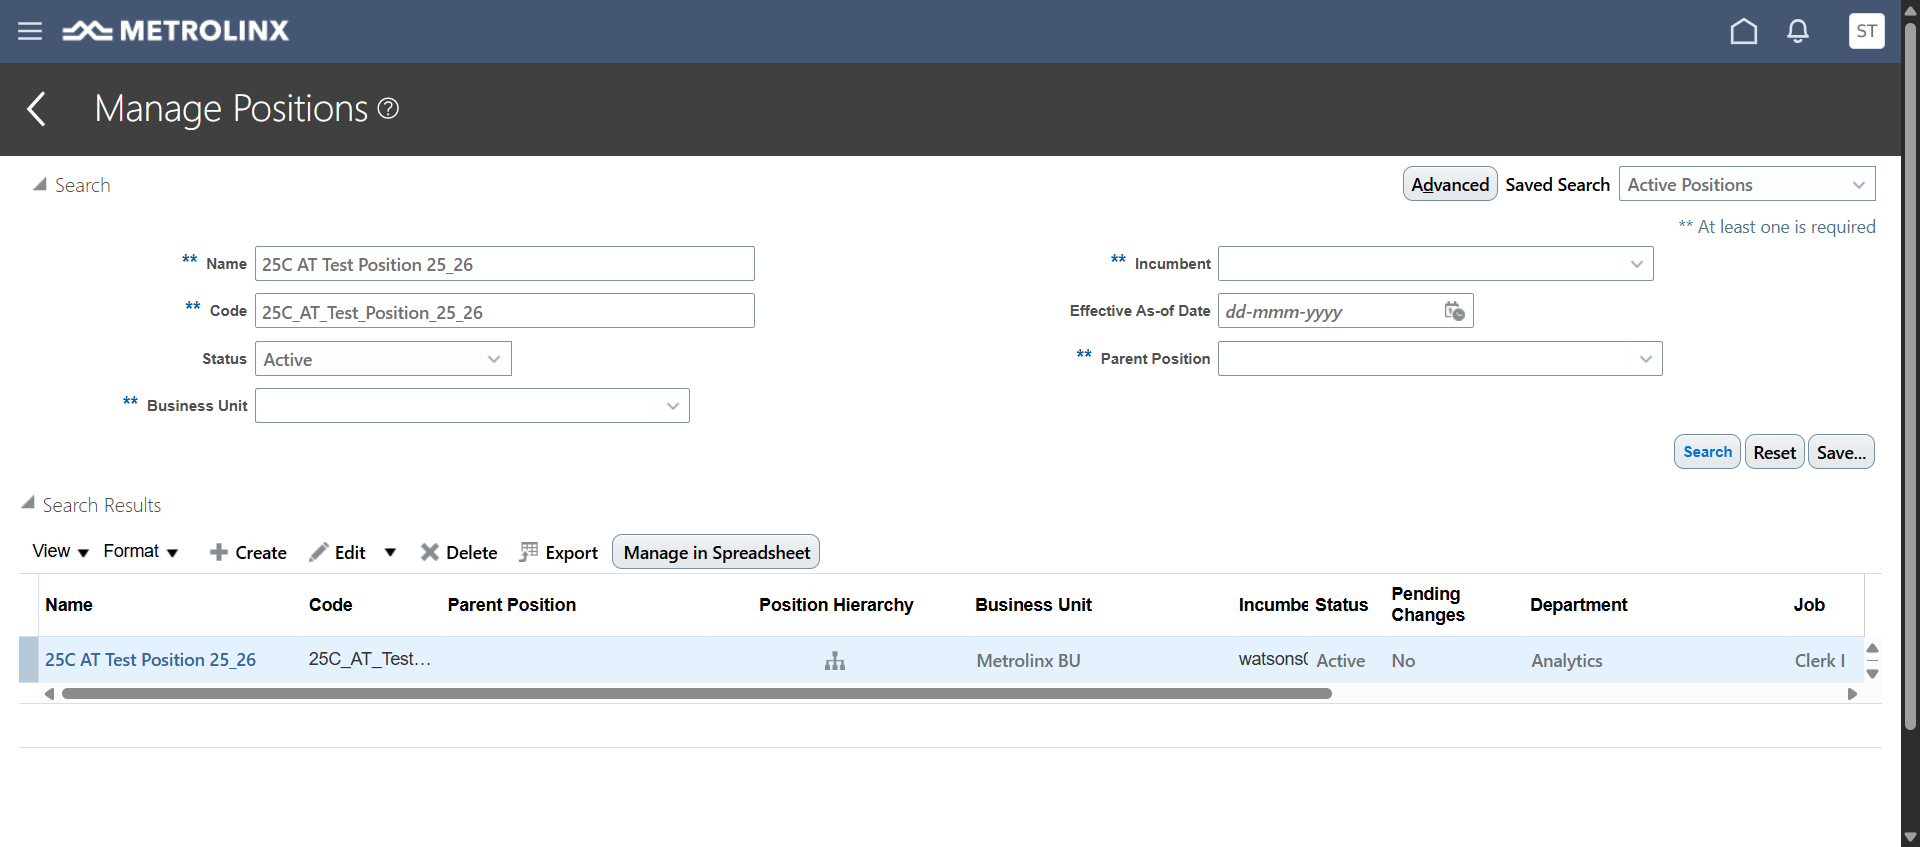 METROLINX
ST
Manage Positions
Search
Advanced Saved Search Active Positions
** At least one is required
** Name 25C AT Test Position 25_26
** Incumbent
** Code 25C_AT_Test_Position_25_26
Effective As-of Date dd-mmm-yyyy
Status Active
** Parent Position
** Business Unit
Search Reset Save...
Search Results
View Format Create Edit Delete Export Manage in Spreadsheet
Name Code Parent Position Position Hierarchy Business Unit Incumbe Status Pending Changes Department Job
25C AT Test Position 25_26 25C_AT_Test... Metrolinx BU watsons Active No Analytics Clerk I